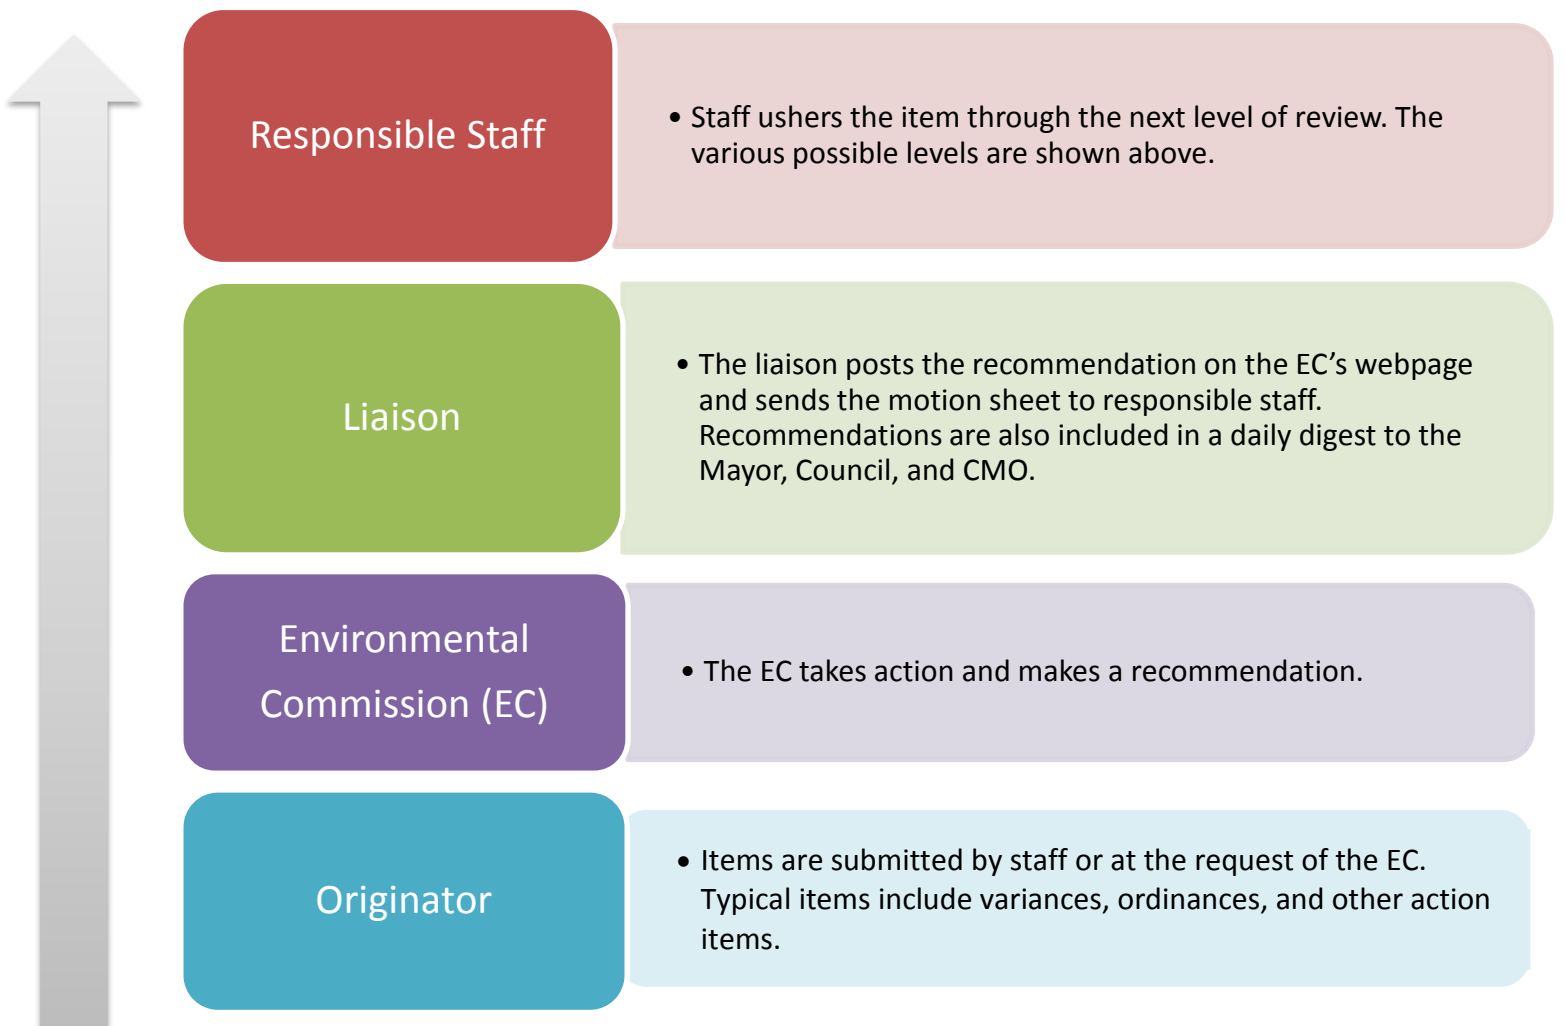 Responsible Staff
• Staff ushers the item through the next level of review. The
various possible levels are shown above.
Liaison
• The liaison posts the recommendation on the EC’s webpage
and sends the motion sheet to responsible staff.
Recommendations are also included in a daily digest to the
Mayor, Council, and CMO.
Environmental
Commission (EC)
• The EC takes action and makes a recommendation.
Originator
• Items are submitted by staff or at the request of the EC.
Typical items include variances, ordinances, and other action
items.